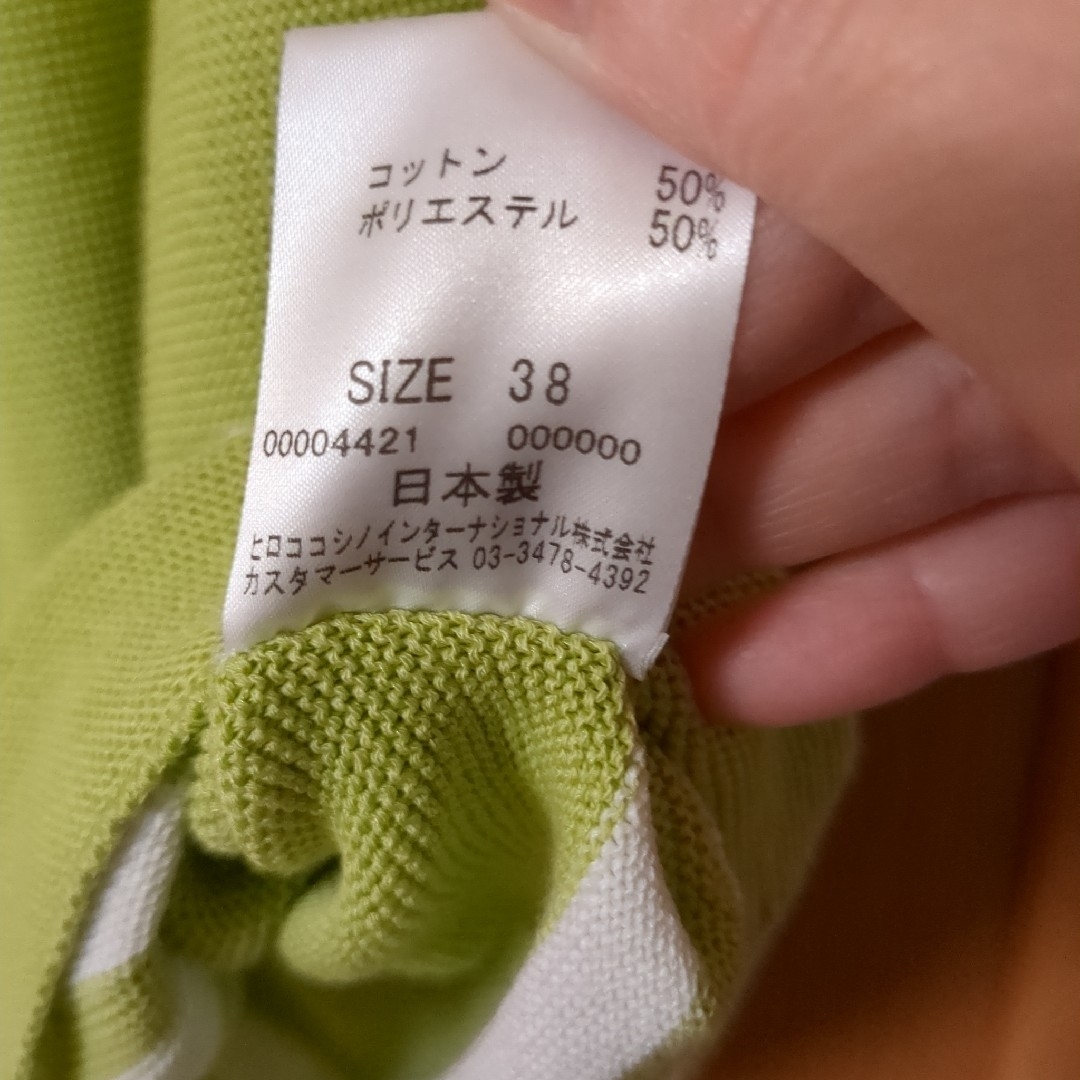 コットン 50%
ポリエステル 50%
SIZE 38
00004421 000000
日本製
ヒロココシノインターナショナル株式会社
カスタマーサービス 03-3478-4392